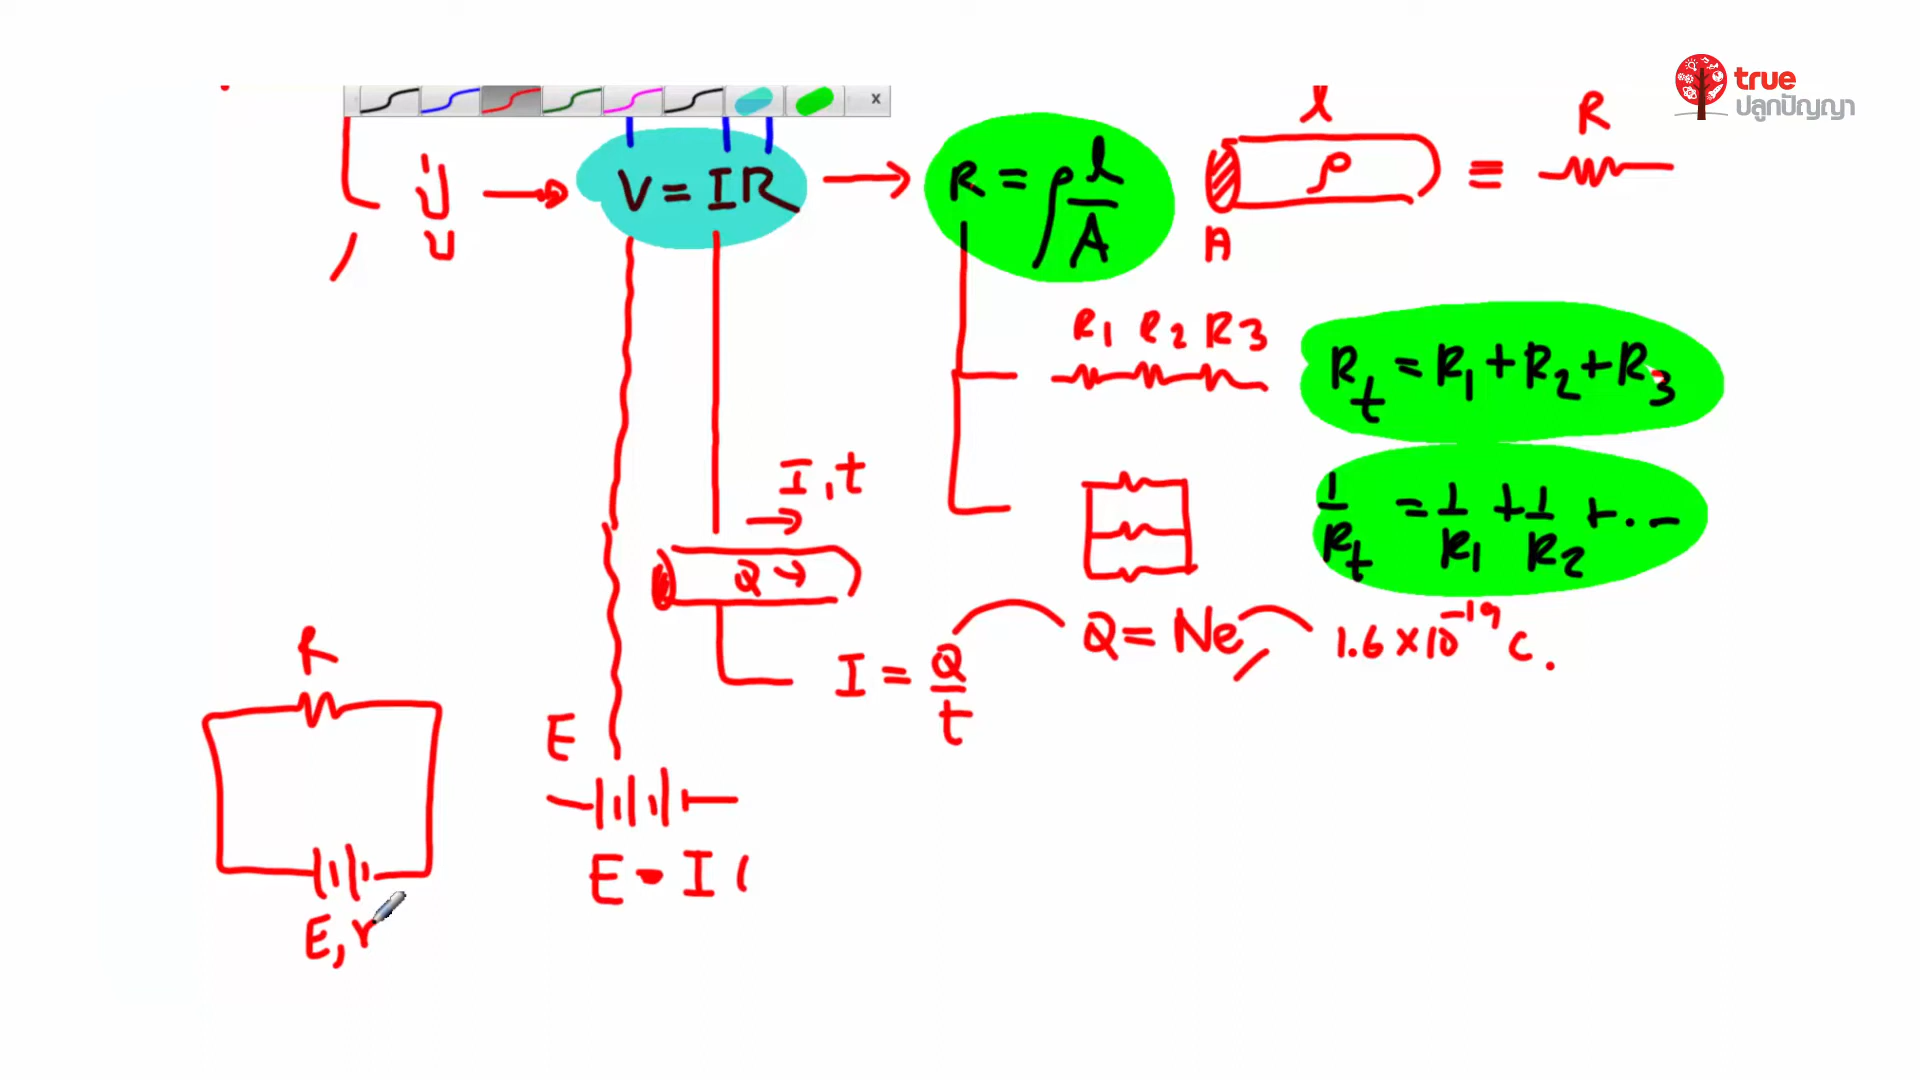 true
ปลูกปัญญา
x
V = IR
R = ρ l/A
l
ρ
A
R
R1 R2 R3
Rt = R1 + R2 + R3
1/Rt = 1/R1 + 1/R2 + ...
I, t
Q
I = Q/t
Q = Ne
1.6 × 10^-19 C.
R
E, r
E
E = I (